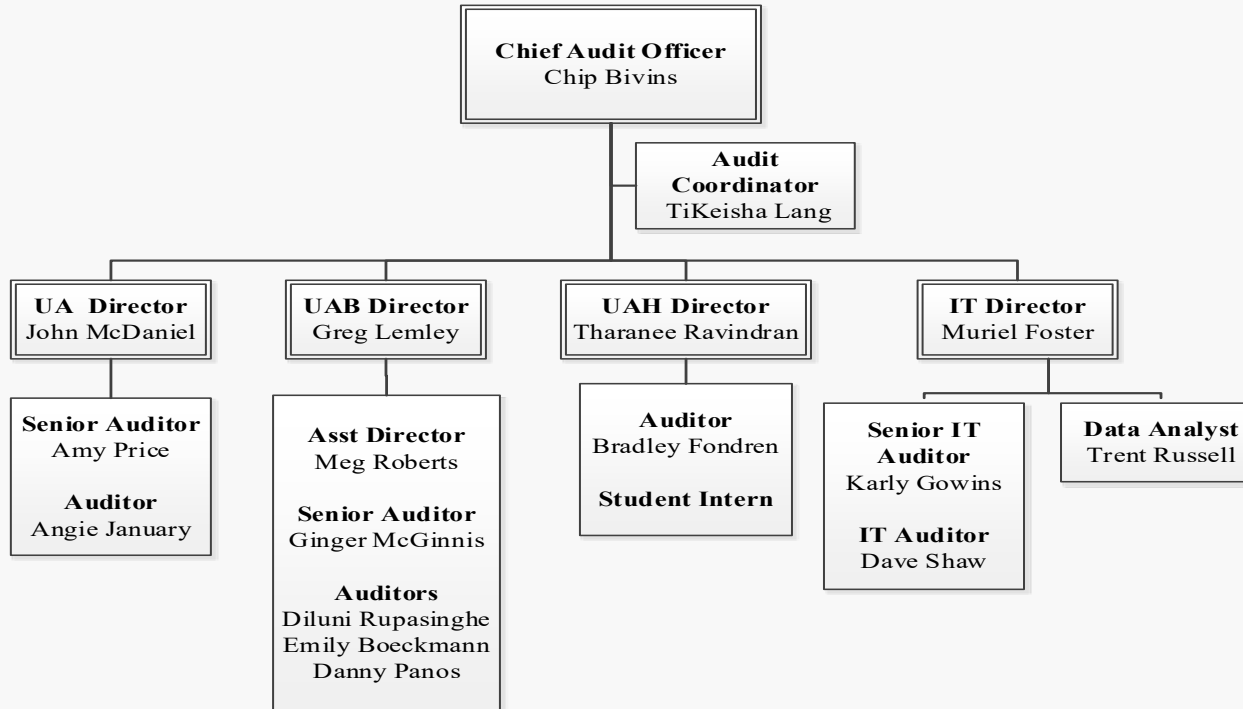 Chief Audit Officer
Chip Bivins
Audit
Coordinator
TiKeisha Lang
UA Director
John McDaniel
UAB Director
Greg Lemley
UAH Director
Tharanee Ravindran
IT Director
Muriel Foster
Senior Auditor
Amy Price
Auditor
Angie January
Asst Director
Meg Roberts
Senior Auditor
Ginger McGinnis
Auditors
Diluni Rupasinghe
Emily Boeckmann
Danny Panos
Auditor
Bradley Fondren
Student Intern
Senior IT
Auditor
Karly Gowins
IT Auditor
Dave Shaw
Data Analyst
Trent Russell